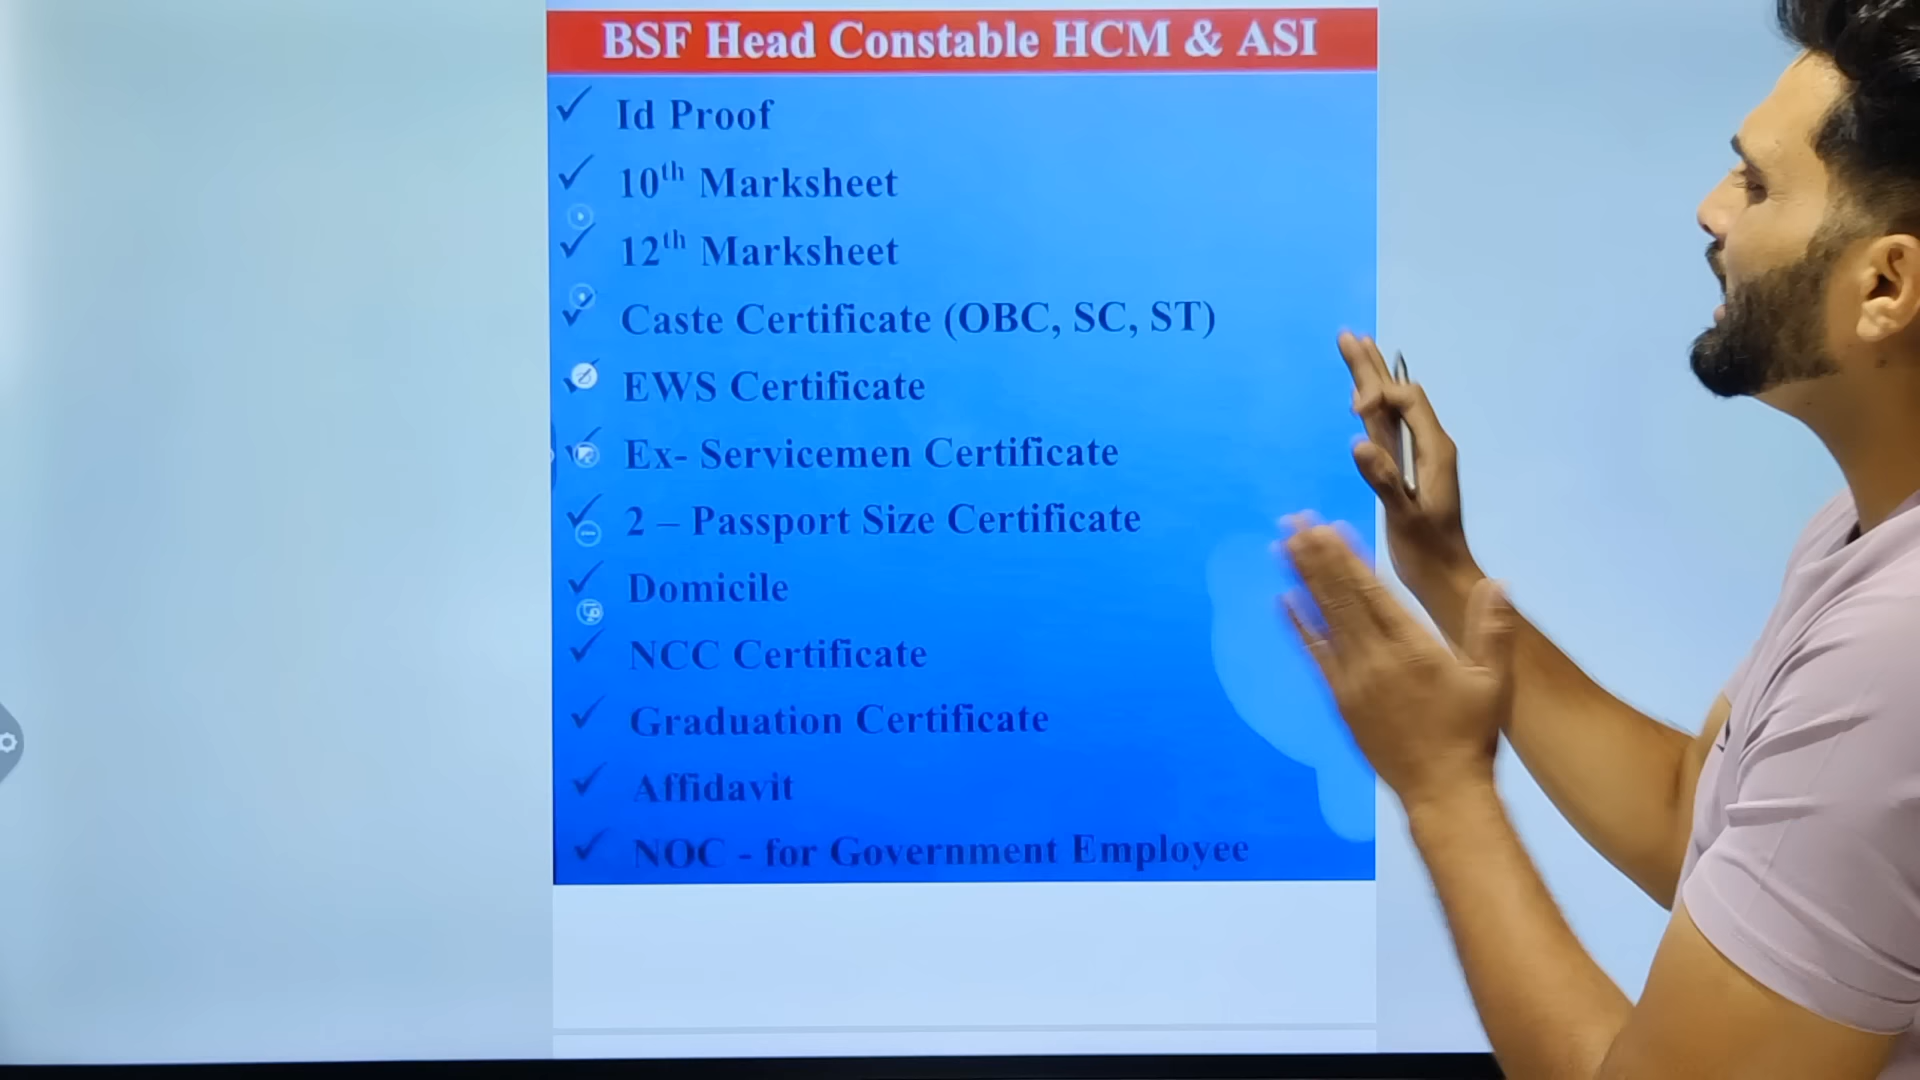 BSF Head Constable HCM & ASI
✓ Id Proof
✓ 10th Marksheet
✓ 12th Marksheet
✓ Caste Certificate (OBC, SC, ST)
✓ EWS Certificate
✓ Ex- Servicemen Certificate
✓ 2 – Passport Size Certificate
✓ Domicile
✓ NCC Certificate
✓ Graduation Certificate
✓ Affidavit
✓ NOC - for Government Employee